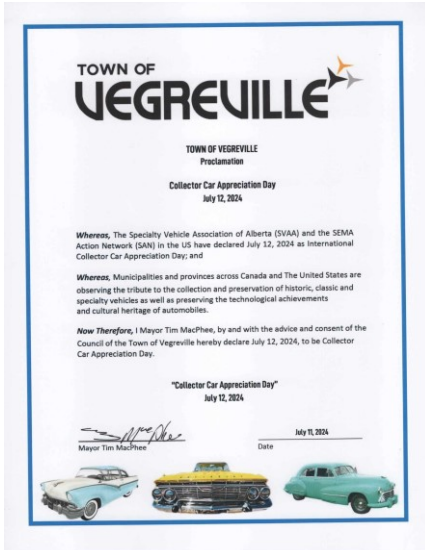 TOWN OF
VEGREVILLE
TOWN OF VEGREVILLE
Proclamation
Collector Car Appreciation Day
July 12, 2024
Whereas, The Specialty Vehicle Association of Alberta (SVAA) and the SEMA
Action Network (SAN) in the US have declared July 12, 2024 as International
Collector Car Appreciation Day; and
Whereas, Municipalities and provinces across Canada and The United States are
observing the tribute to the collection and preservation of historic, classic and
specialty vehicles as well as preserving the technological achievements
and cultural heritage of automobiles.
Now Therefore, I Mayor Tim MacPhee, by and with the advice and consent of the
Council of the Town of Vegreville hereby declare July 12, 2024, to be Collector
Car Appreciation Day.
"Collector Car Appreciation Day"
July 12, 2024
July 11, 2024
Mayor Tim MacPhee
Date